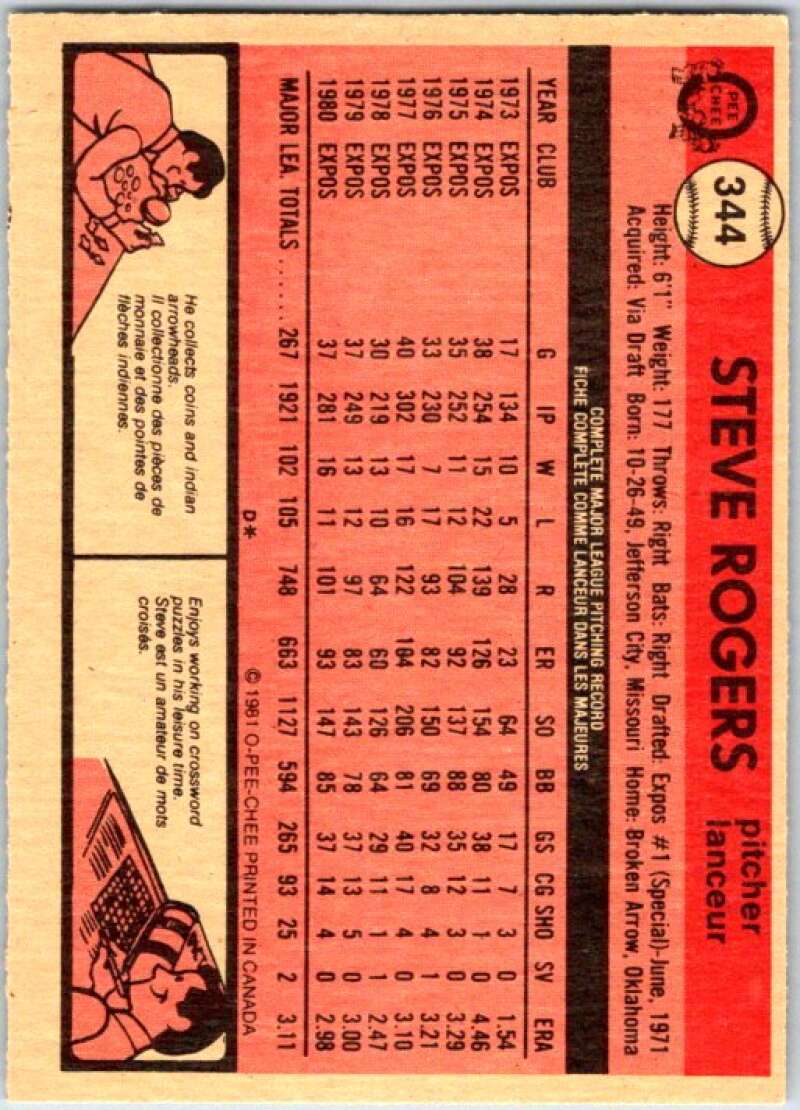 O PEE CHEE
344
STEVE ROGERS
pitcher
lanceur
Height: 6'1" Weight: 177 Throws: Right Bats: Right Drafted: Expos #1 (Special)-June, 1971
Acquired: Via Draft Born: 10-26-49, Jefferson City, Missouri Home: Broken Arrow, Oklahoma
COMPLETE MAJOR LEAGUE PITCHING RECORD
FICHE COMPLETE COMME LANCEUR DANS LES MAJEURES
YEAR CLUB G IP W L R ER SO BB GS CG SHO SV ERA
1973 EXPOS 17 134 10 5 28 23 64 49 17 7 3 0 1.54
1974 EXPOS 38 254 15 22 139 126 154 80 38 11 1 0 4.46
1975 EXPOS 35 252 11 12 104 92 137 88 35 12 3 0 3.29
1976 EXPOS 33 230 7 17 93 82 150 69 32 8 4 1 3.21
1977 EXPOS 40 302 17 16 122 104 206 81 40 17 4 0 3.10
1978 EXPOS 30 219 13 10 64 60 126 64 29 11 1 1 2.47
1979 EXPOS 37 249 13 12 97 83 143 78 37 13 5 0 3.00
1980 EXPOS 37 281 16 11 101 93 147 85 37 14 4 0 2.98
MAJOR LEA. TOTALS ...... 267 1921 102 105 748 663 1127 594 265 93 25 2 3.11
D* © 1981 O-PEE-CHEE PRINTED IN CANADA
He collects coins and indian
arrowheads.
Il collectionne des pièces de
monnaie et des pointes de
flèches indiennes.
Enjoys working on crossword
puzzles in his leisure time.
Steve est un amateur de mots
croisés.